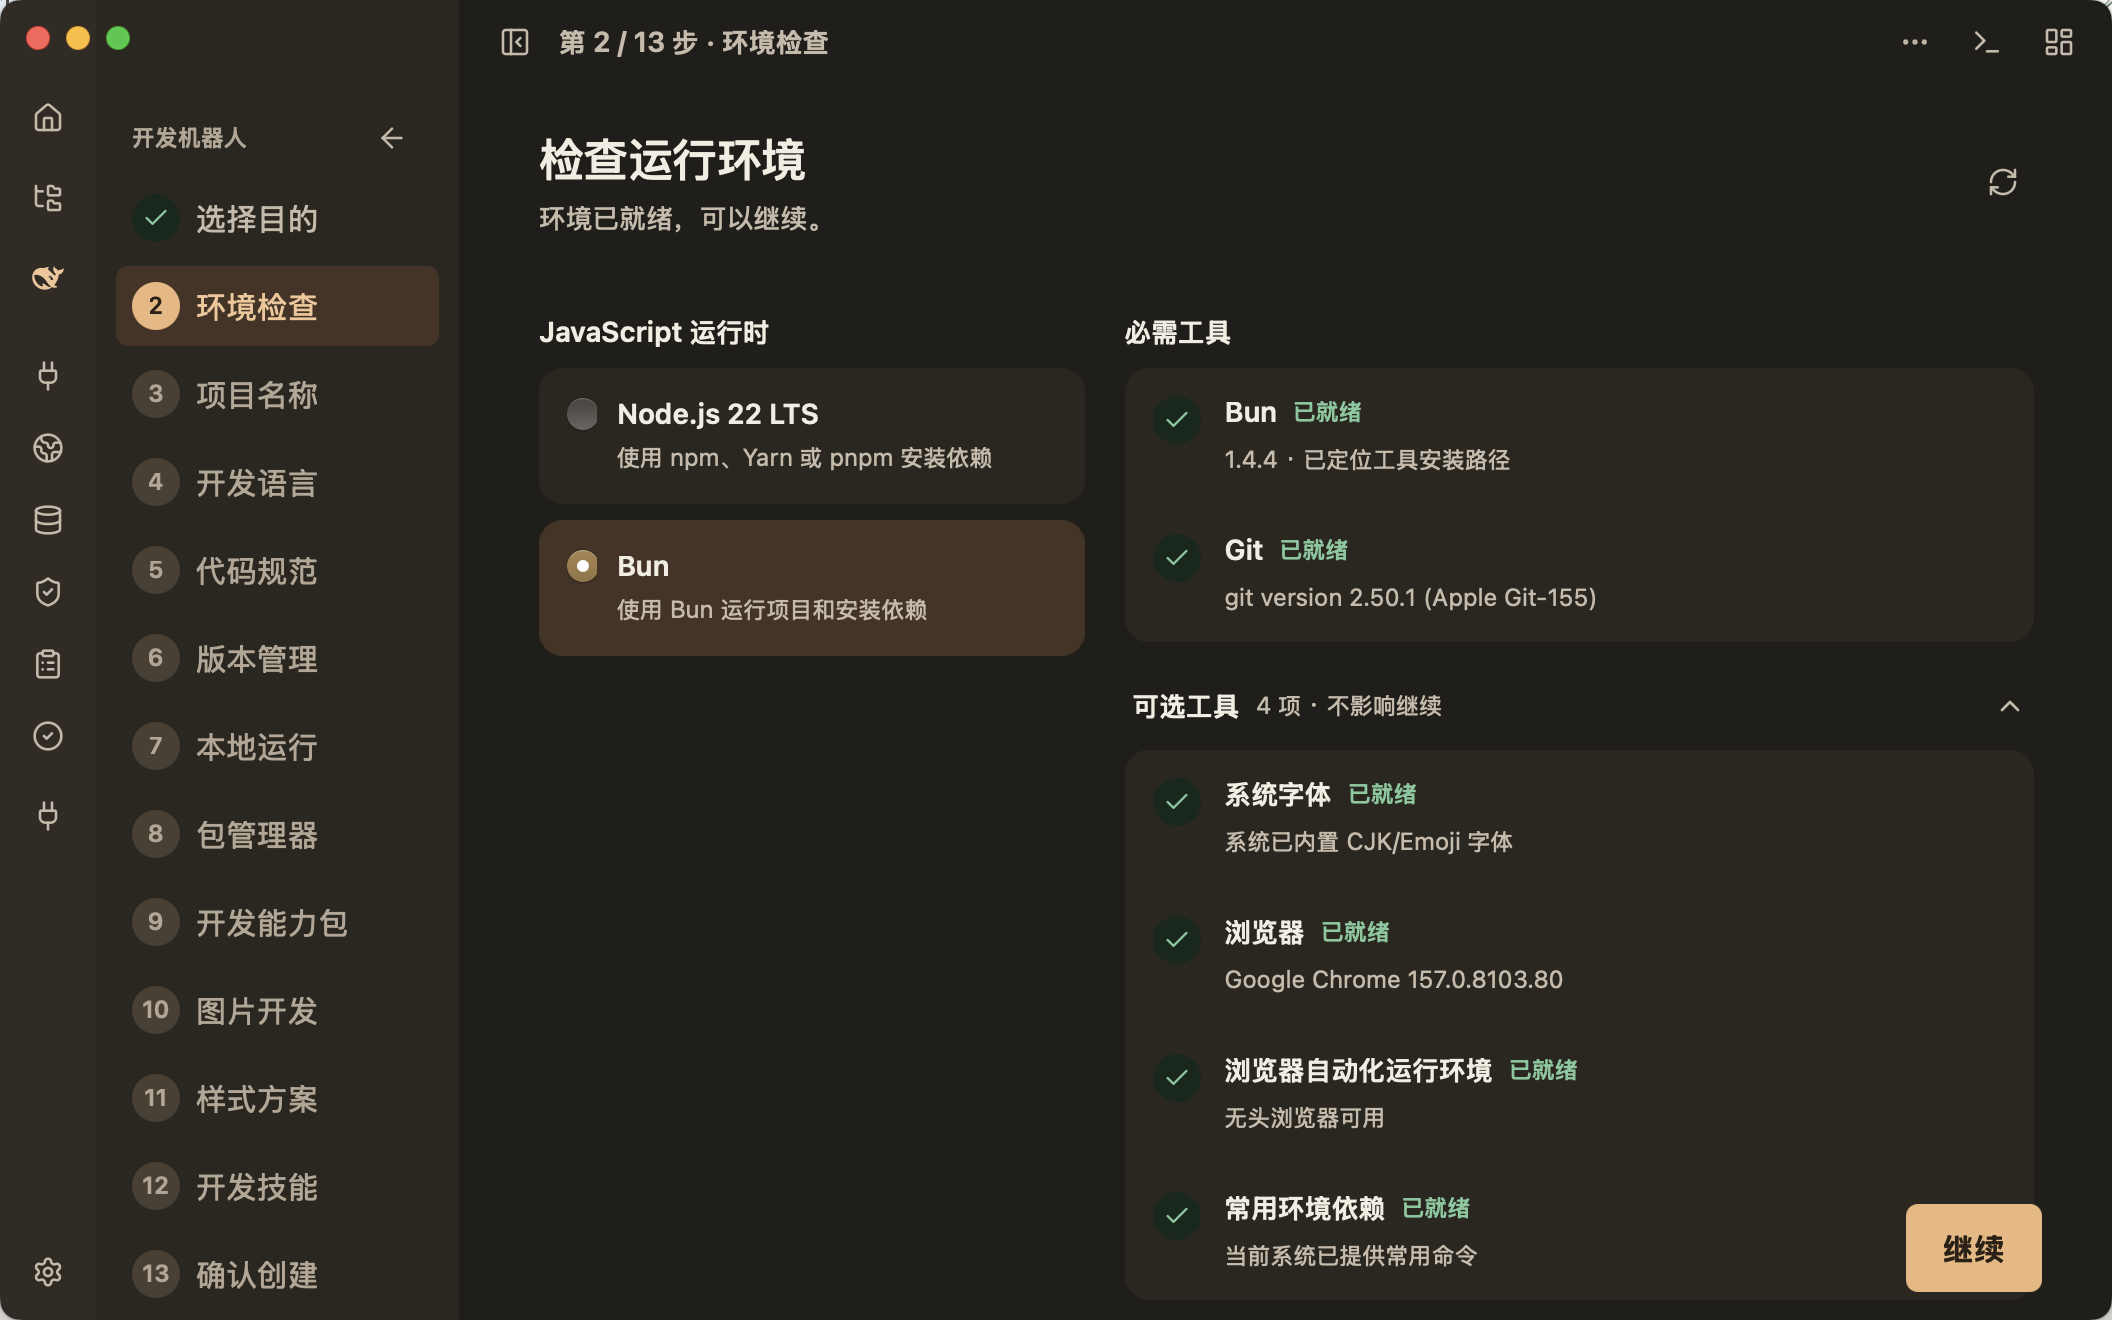 第 2 / 13 步 · 环境检查
开发机器人
选择目的
2 环境检查
3 项目名称
4 开发语言
5 代码规范
6 版本管理
7 本地运行
8 包管理器
9 开发能力包
10 图片开发
11 样式方案
12 开发技能
13 确认创建
检查运行环境
环境已就绪，可以继续。
JavaScript 运行时
Node.js 22 LTS
使用 npm、Yarn 或 pnpm 安装依赖
Bun
使用 Bun 运行项目和安装依赖
必需工具
Bun 已就绪
1.4.4 · 已定位工具安装路径
Git 已就绪
git version 2.50.1 (Apple Git-155)
可选工具 4 项 · 不影响继续
系统字体 已就绪
系统已内置 CJK/Emoji 字体
浏览器 已就绪
Google Chrome 157.0.8103.80
浏览器自动化运行环境 已就绪
无头浏览器可用
常用环境依赖 已就绪
当前系统已提供常用命令
继续